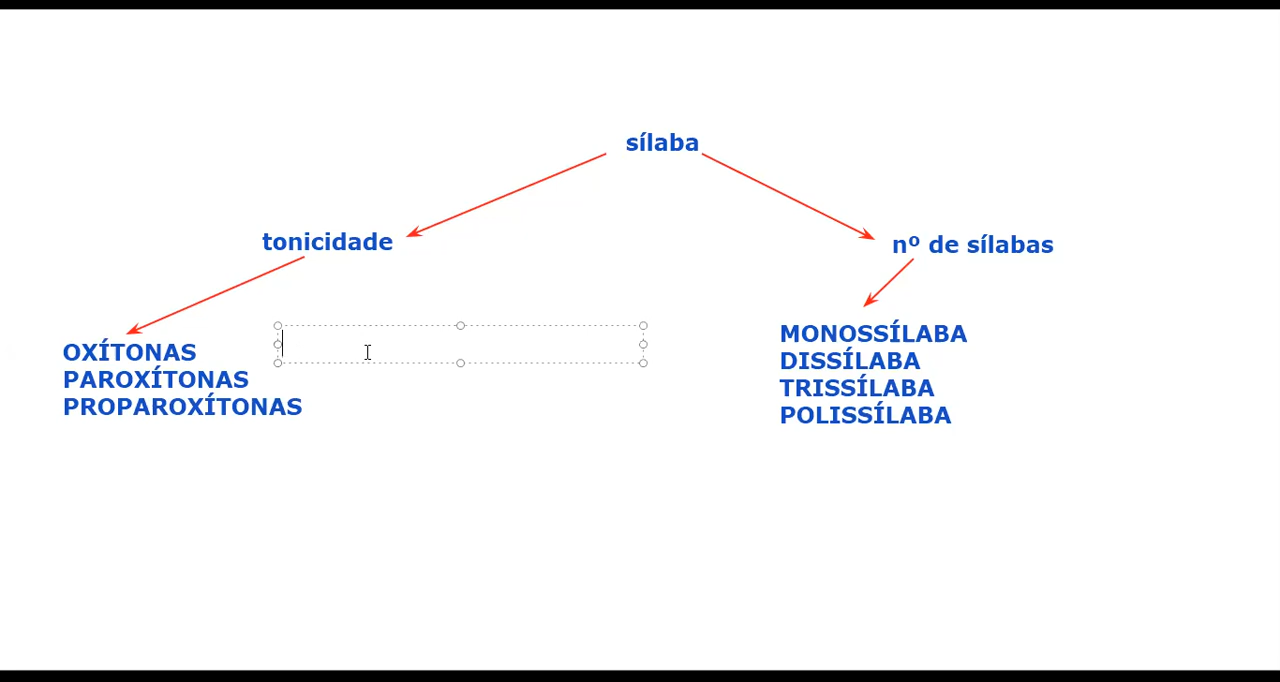 sílaba
tonicidade
nº de sílabas
OXÍTONAS
PAROXÍTONAS
PROPAROXÍTONAS
MONOSSÍLABA
DISSÍLABA
TRISSÍLABA
POLISSÍLABA